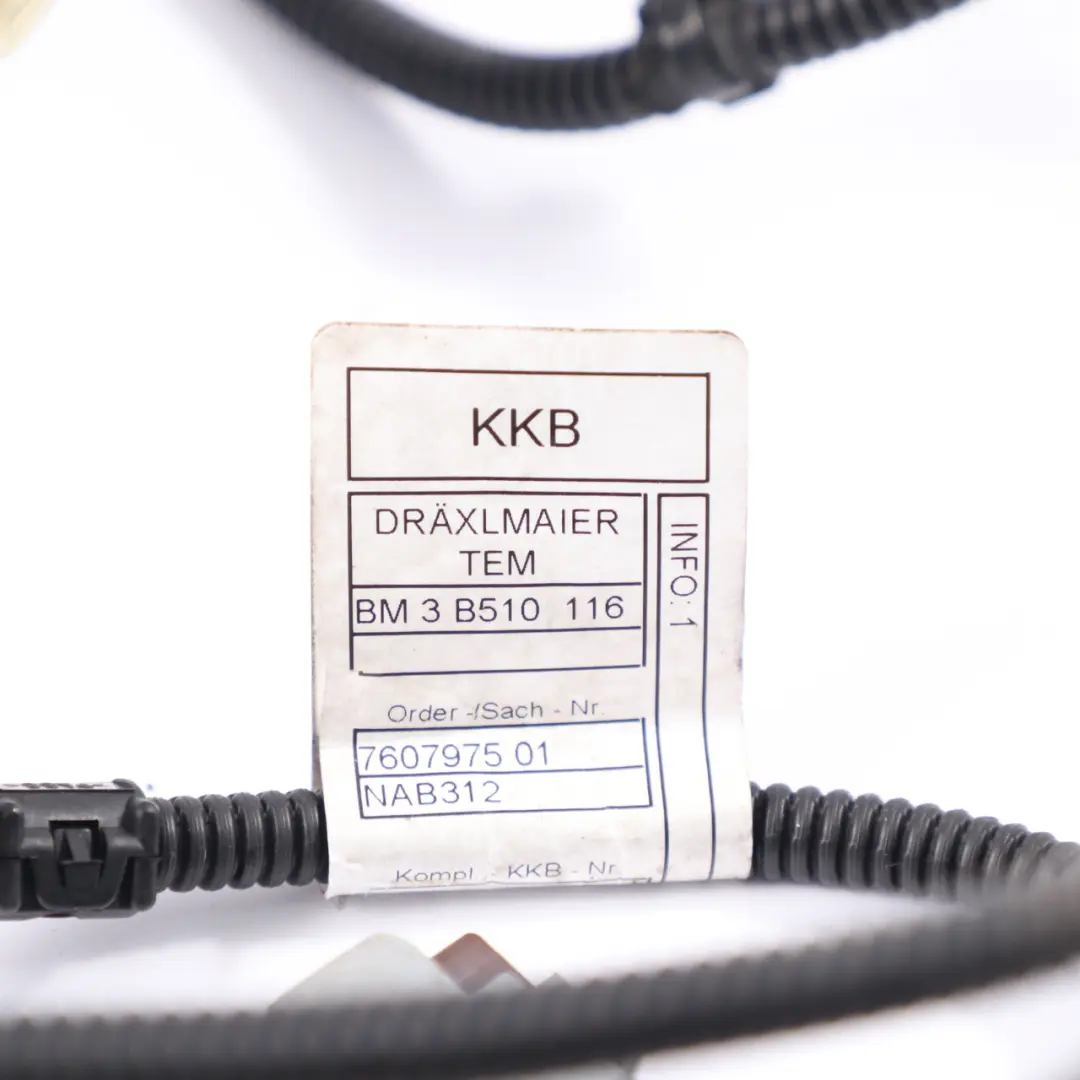 KKB
DRÄXLMAIER
TEM
BM 3 B510 116
INFO: 1
Order -/Sach - Nr.
7607975 01
NAB312
Kompl. - KKB - Nr.